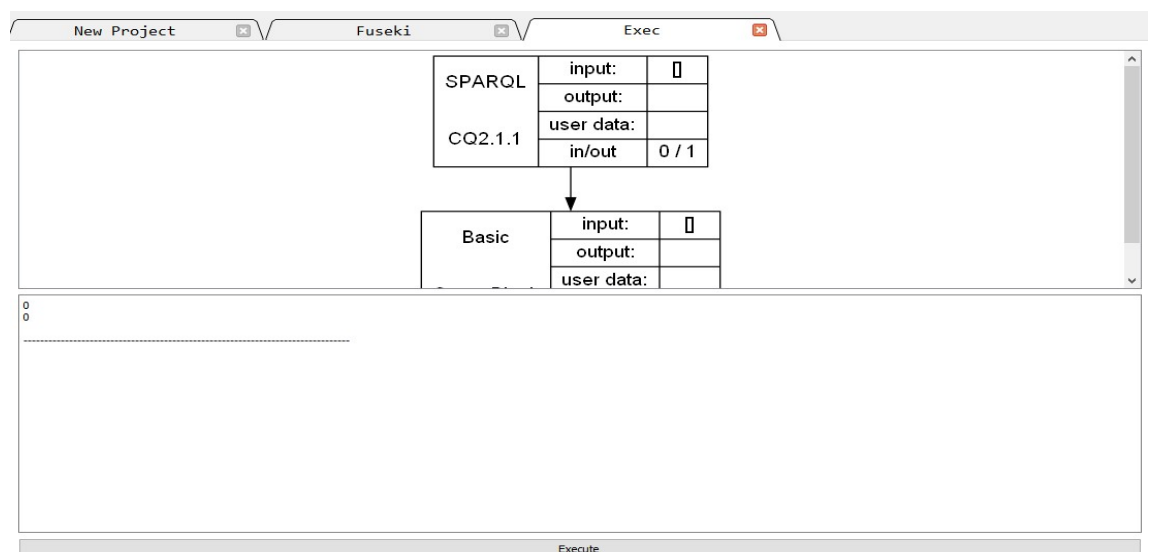 New Project Fuseki Exec
SPARQL
CQ2.1.1
input: []
output:
user data:
in/out 0 / 1
Basic
input: []
output:
user data:
0
0
--------------------------------------------------------------------------------
Execute